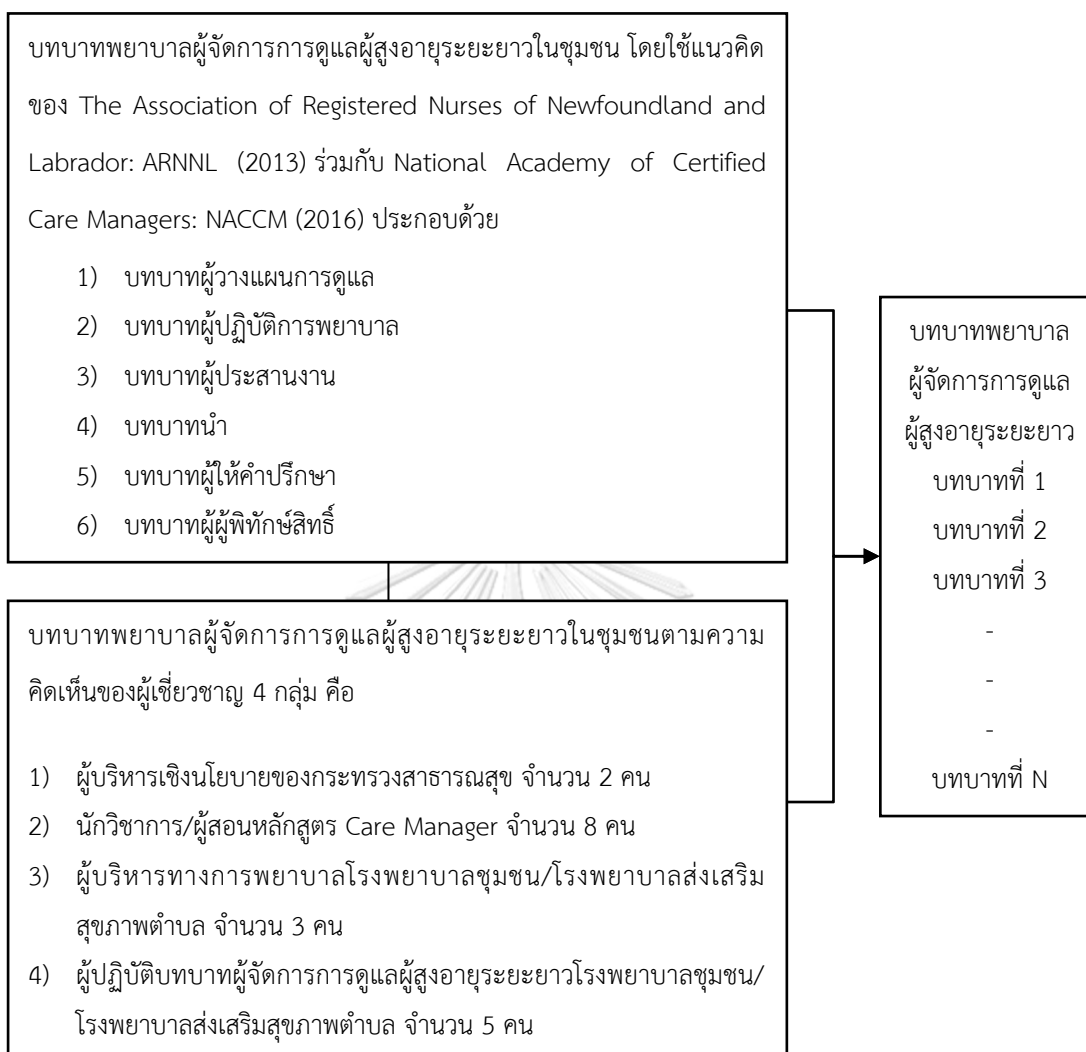 บทบาทพยาบาลผู้จัดการการดูแลผู้สูงอายุระยะยาวในชุมชน โดยใช้แนวคิด
ของ The Association of Registered Nurses of Newfoundland and
Labrador: ARNNL (2013) ร่วมกับ National Academy of Certified
Care Managers: NACCM (2016) ประกอบด้วย
1) บทบาทผู้วางแผนการดูแล
2) บทบาทผู้ปฏิบัติการพยาบาล
3) บทบาทผู้ประสานงาน
4) บทบาทนำ
5) บทบาทผู้ให้คำปรึกษา
6) บทบาทผู้ผู้พิทักษ์สิทธิ์
บทบาทพยาบาลผู้จัดการการดูแลผู้สูงอายุระยะยาวในชุมชนตามความ
คิดเห็นของผู้เชี่ยวชาญ 4 กลุ่ม คือ
1) ผู้บริหารเชิงนโยบายของกระทรวงสาธารณสุข จำนวน 2 คน
2) นักวิชาการ/ผู้สอนหลักสูตร Care Manager จำนวน 8 คน
3) ผู้บริหารทางการพยาบาลโรงพยาบาลชุมชน/โรงพยาบาลส่งเสริม
สุขภาพตำบล จำนวน 3 คน
4) ผู้ปฏิบัติบทบาทผู้จัดการการดูแลผู้สูงอายุระยะยาวโรงพยาบาลชุมชน/
โรงพยาบาลส่งเสริมสุขภาพตำบล จำนวน 5 คน
บทบาทพยาบาล
ผู้จัดการการดูแล
ผู้สูงอายุระยะยาว
บทบาทที่ 1
บทบาทที่ 2
บทบาทที่ 3
-
-
-
บทบาทที่ N